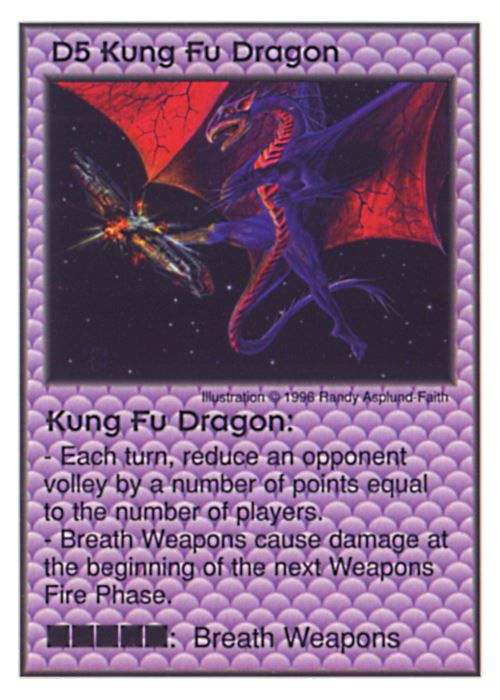 D5 Kung Fu Dragon
Illustration © 1996 Randy Asplund-Faith
Kung Fu Dragon:
- Each turn, reduce an opponent
volley by a number of points equal
to the number of players.
- Breath Weapons cause damage at
the beginning of the next Weapons
Fire Phase.
■■■■■: Breath Weapons